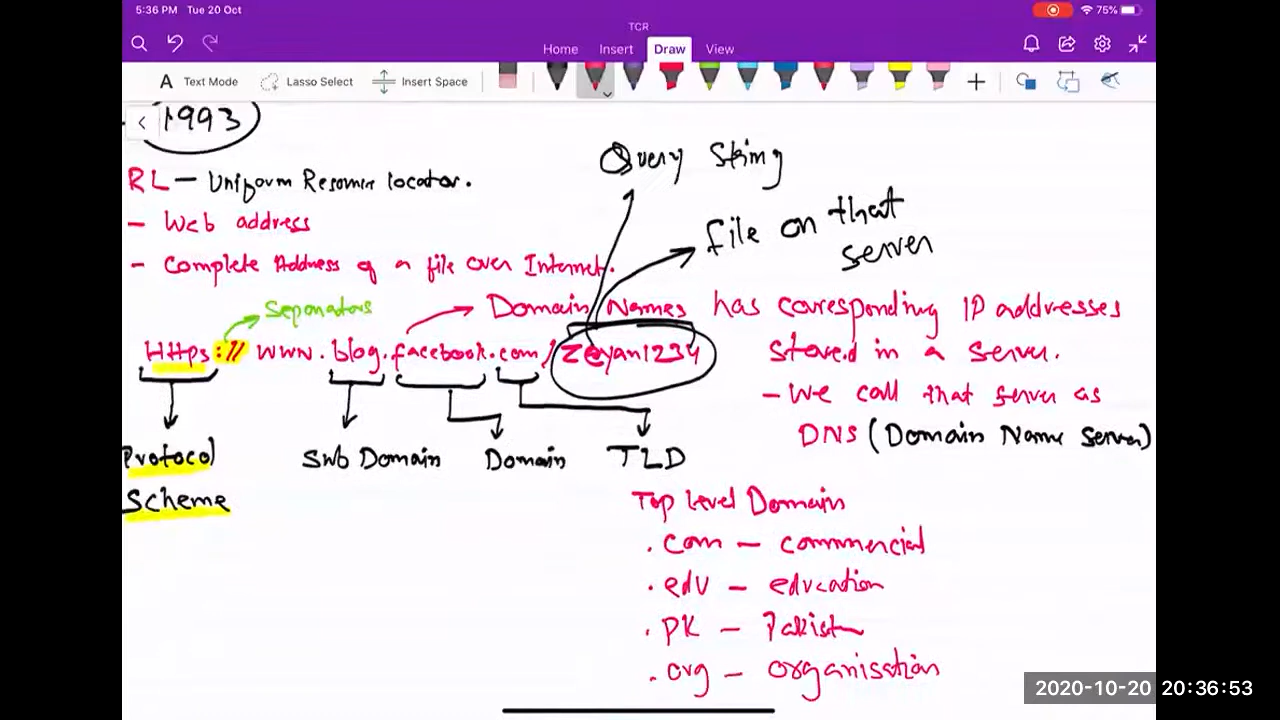 5:36 PM Tue 20 Oct
75%
TCR
Home Insert Draw View
Text Mode Lasso Select Insert Space
1993
Query String
RL - Uniform Resource locator.
file on that
server
- Web address
- Complete Address of a file over Internet.
Seperators
Domain Names has corresponding IP addresses
stored in a server.
Https:// www.blog.facebook.com/zeyan1234
- We call that server as
DNS (Domain Name Server)
Protocol Sub Domain Domain TLD
Scheme
Top Level Domains
.com - commercial
.edu - education
.PK - Pakistan
.org - organisation
2020-10-20 20:36:53